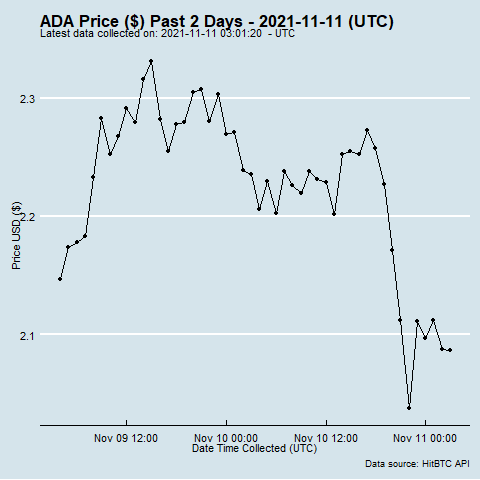 ADA Price ($) Past 2 Days - 2021-11-11 (UTC)
Latest data collected on: 2021-11-11 03:01:20 - UTC
2.3
2.2
2.1
Price USD ($)
Nov 09 12:00
Nov 10 00:00
Nov 10 12:00
Nov 11 00:00
Date Time Collected (UTC)
Data source: HitBTC API